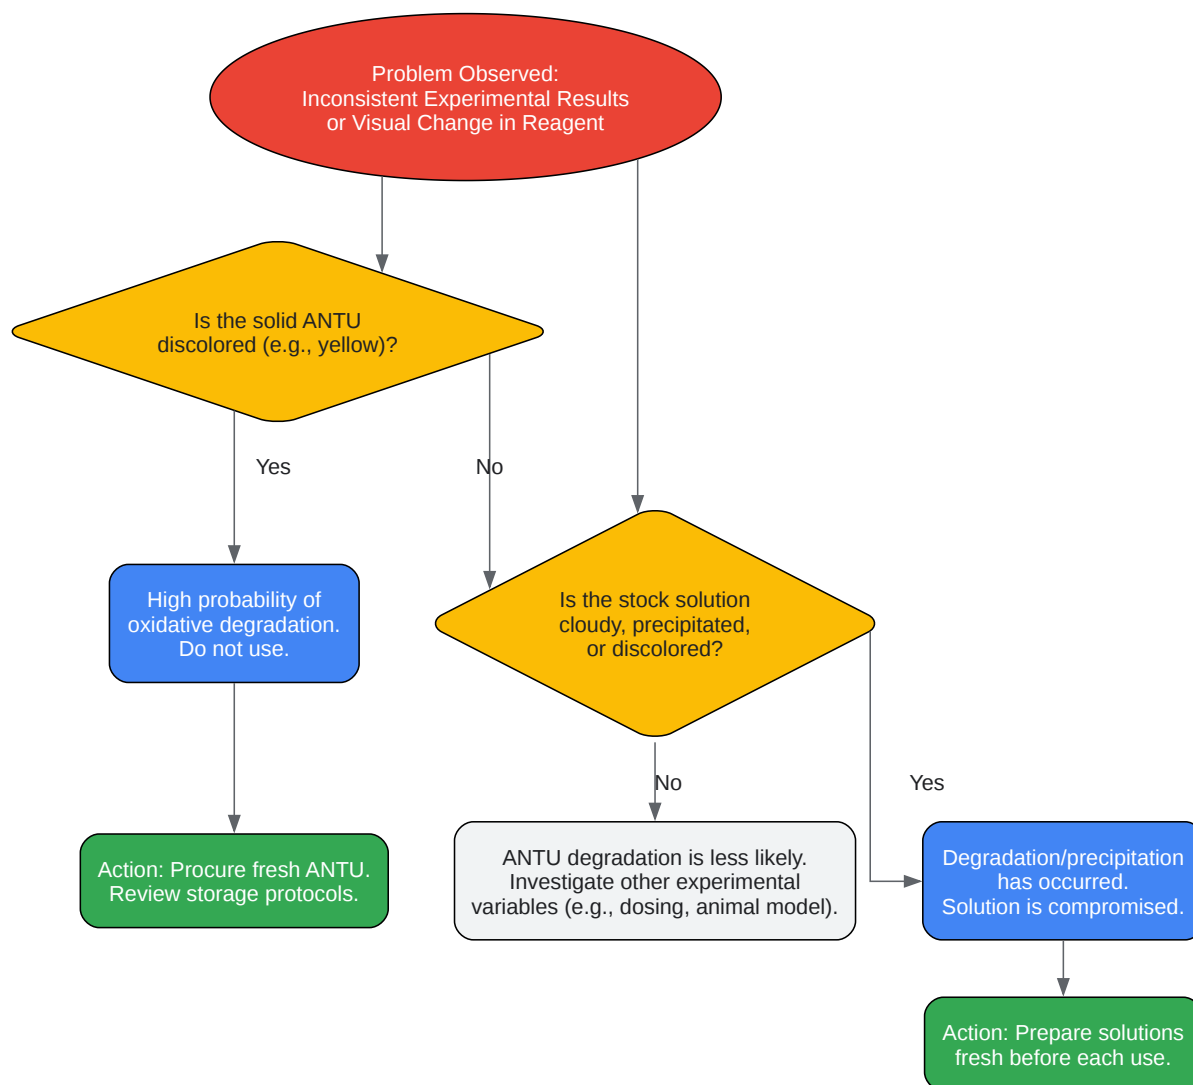 Problem Observed:
Inconsistent Experimental Results
or Visual Change in Reagent
Is the solid ANTU
discolored (e.g., yellow)?
Yes
No
High probability of
oxidative degradation.
Do not use.
Is the stock solution
cloudy, precipitated,
or discolored?
No
Yes
Action: Procure fresh ANTU.
Review storage protocols.
ANTU degradation is less likely.
Investigate other experimental
variables (e.g., dosing, animal model).
Degradation/precipitation
has occurred.
Solution is compromised.
Action: Prepare solutions
fresh before each use.